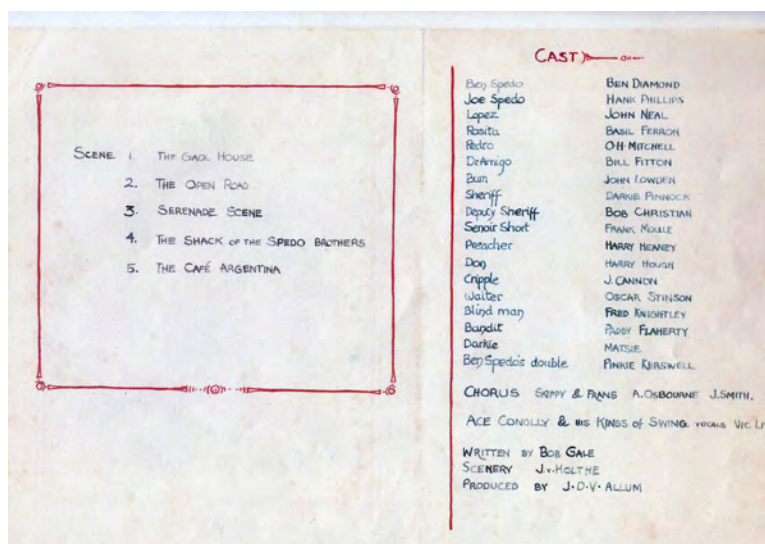 SCENE 1. THE GAOL HOUSE
2. THE OPEN ROAD
3. SERENADE SCENE
4. THE SHACK OF THE SPEDO BROTHERS
5. THE CAFÉ ARGENTINA
CAST
Ben Spedo BEN DIAMOND
Joe Spedo HANK PHILLIPS
Lopez JOHN NEAL
Rosita BASIL FERRON
Pedro O·H·MITCHELL
DeAmigo BILL FITTON
Bum JOHN LOWDEN
Sheriff DARKIE PINNOCK
Deputy Sheriff BOB CHRISTIAN
Senoir Short FRANK MOULE
Preacher HARRY HEANEY
Don HARRY HOUGH
Cripple J. CANNON
Waiter OSCAR STINSON
Blind man FRED KNIGHTLEY
Bandit PADDY FLAHERTY
Darkie MATSIE
Ben Spedo's double PINKIE KERSWELL
CHORUS SKIPPY & FRANS A. OSBOURNE J. SMITH.
ACE CONOLLY & HIS KINGS of SWING. VOCALS VIC
WRITTEN BY BOB GALE
SCENERY J.v.HOLTHE
PRODUCED BY J·D·V· ALLUM